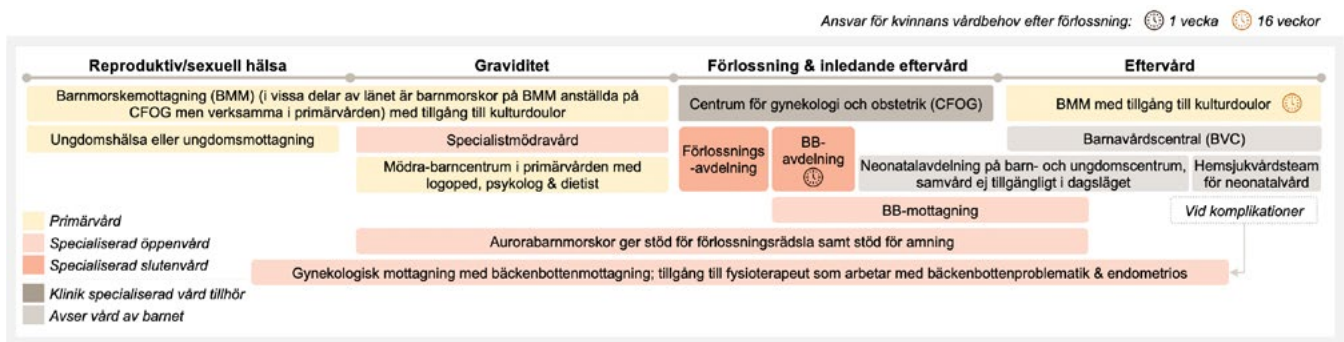 Ansvar för kvinnans vårdbehov efter förlossning: 1 vecka 16 veckor
Reproduktiv/sexuell hälsa
Graviditet
Förlossning & inledande eftervård
Eftervård
Barnmorskemottagning (BMM) (i vissa delar av länet är barnmorskor på BMM anställda på
CFOG men verksamma i primärvården) med tillgång till kulturdoulor
Centrum för gynekologi och obstetrik (CFOG)
BMM med tillgång till kulturdoulor
Ungdomshälsa eller ungdomsmottagning
Specialistmödravård
Förlossnings
-avdelning
BB-
avdelning
Barnavårdscentral (BVC)
Mödra-barncentrum i primärvården med
logoped, psykolog & dietist
Neonatalavdelning på barn- och ungdomscentrum,
samvård ej tillgängligt i dagsläget
Hemsjukvårdsteam
för neonatalvård
BB-mottagning
Vid komplikationer
Aurorabarnmorskor ger stöd för förlossningsrädsla samt stöd för amning
Gynekologisk mottagning med bäckenbottenmottagning; tillgång till fysioterapeut som arbetar med bäckenbottenproblematik & endometrios
Primärvård
Specialiserad öppenvård
Specialiserad slutenvård
Klinik specialiserad vård tillhör
Avser vård av barnet